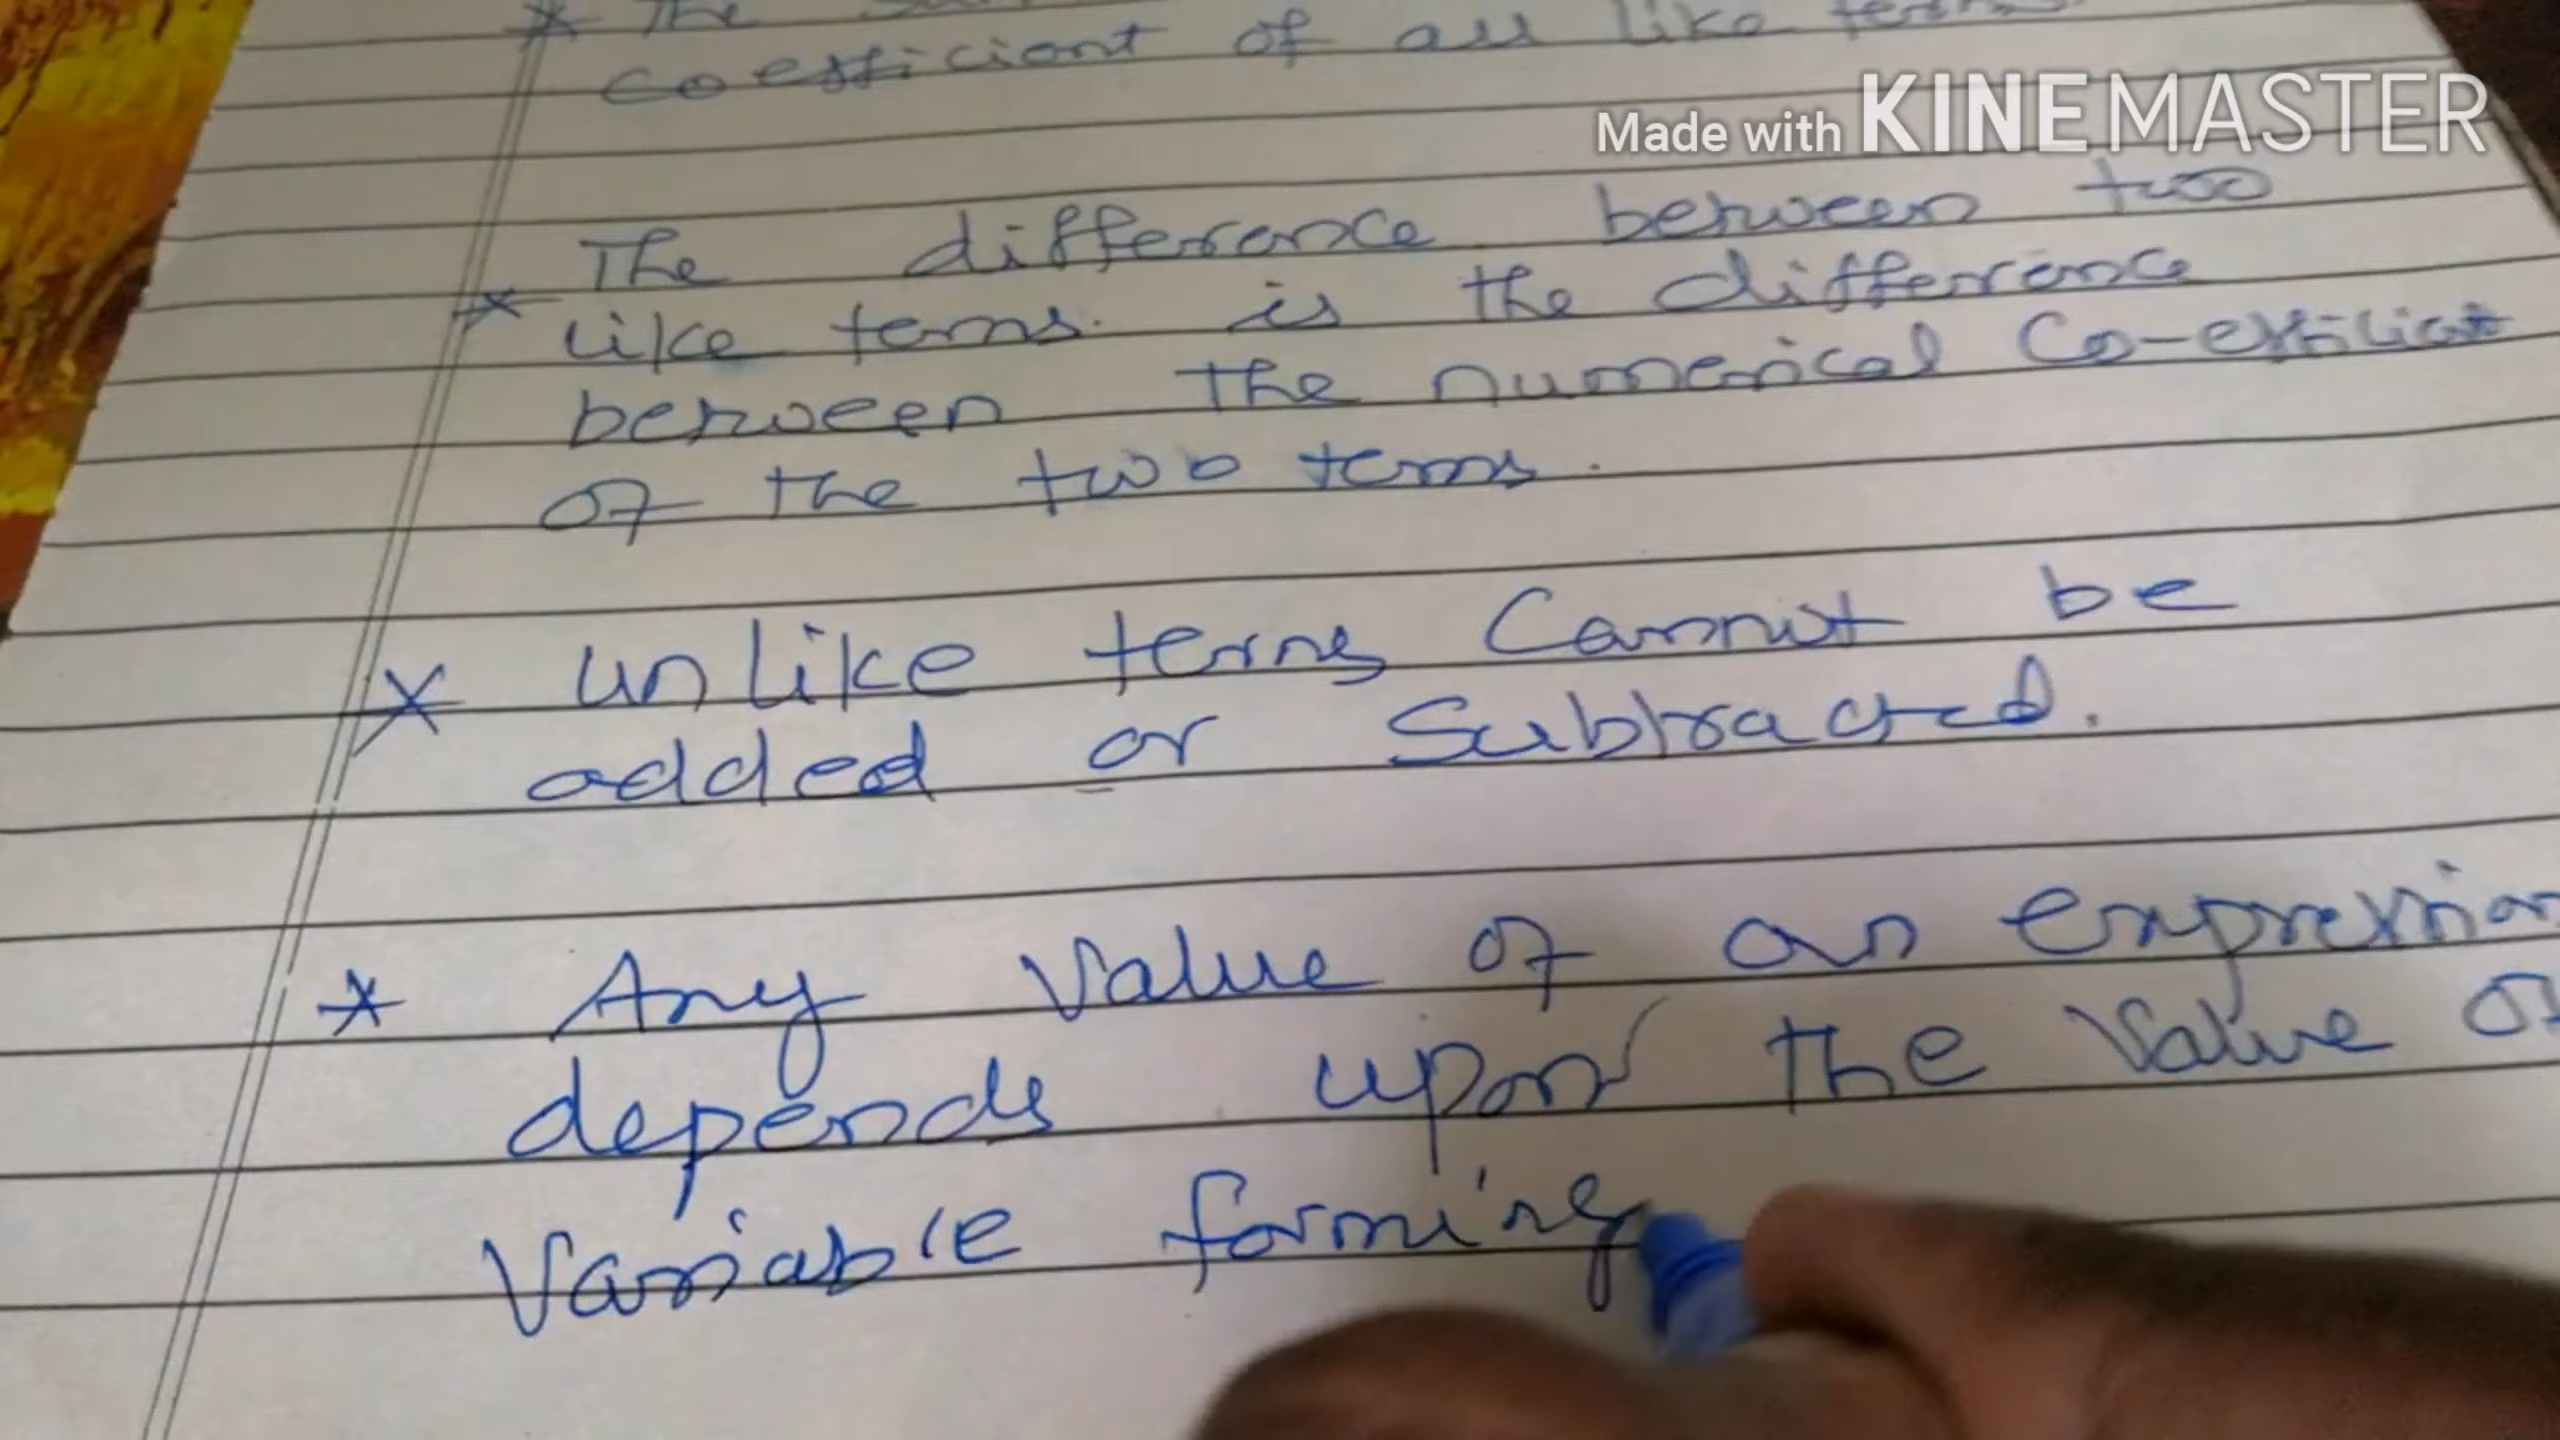 * The
coefficient of all like terms
Made with KINEMASTER
* The difference between two
like terms is the difference
between the numerical Co-efficient
of the two terms.
* unlike terms Cannot be
added or Subtracted.
* Any Value of an expression
depends upon the Value of
Variable forming